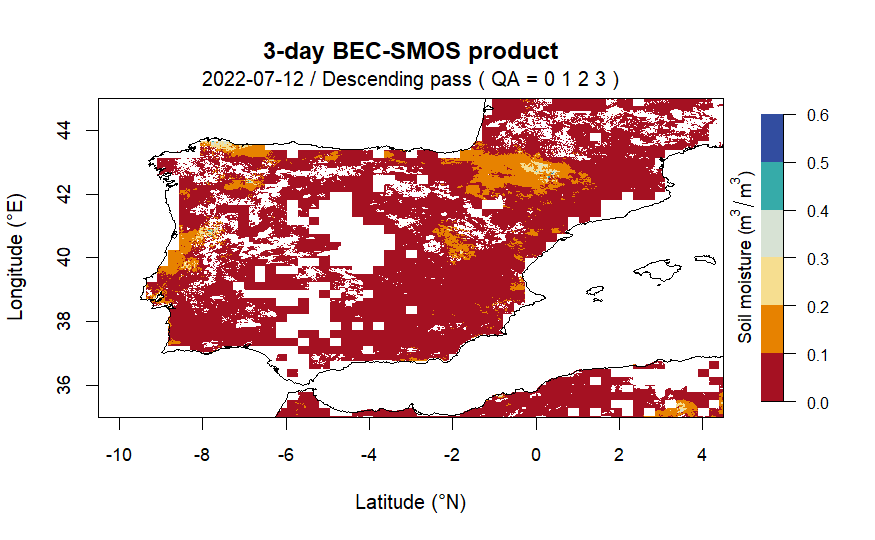 3-day BEC-SMOS product
2022-07-12 / Descending pass ( QA = 0 1 2 3 )
Longitude (°E)
44
42
40
38
36
-10 -8 -6 -4 -2 0 2 4
Latitude (°N)
Soil moisture (m³/m³)
0.6
0.5
0.4
0.3
0.2
0.1
0.0